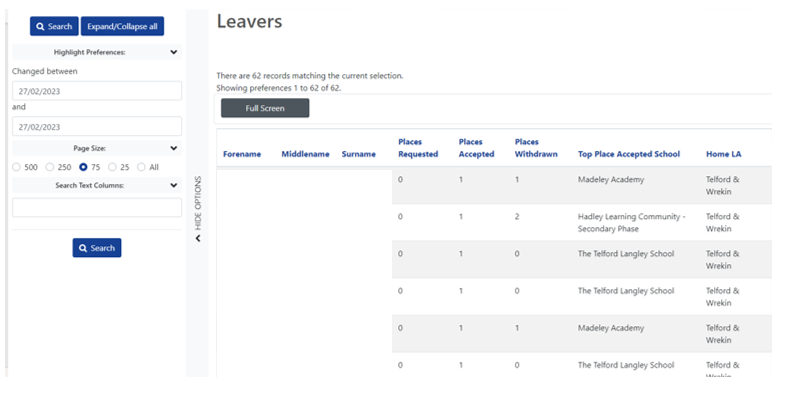 Search Expand/Collapse all
Highlight Preferences:
Changed between
27/02/2023
and
27/02/2023
Page Size:
500 250 75 25 All
Search Text Columns:
Search
HIDE OPTIONS
Leavers
There are 62 records matching the current selection.
Showing preferences 1 to 62 of 62.
Full Screen
Forename Middlename Surname Places Requested Places Accepted Places Withdrawn Top Place Accepted School Home LA
0 1 1 Madeley Academy Telford & Wrekin
0 1 2 Hadley Learning Community - Secondary Phase Telford & Wrekin
0 1 0 The Telford Langley School Telford & Wrekin
0 1 0 The Telford Langley School Telford & Wrekin
0 1 1 Madeley Academy Telford & Wrekin
0 1 0 The Telford Langley School Telford &